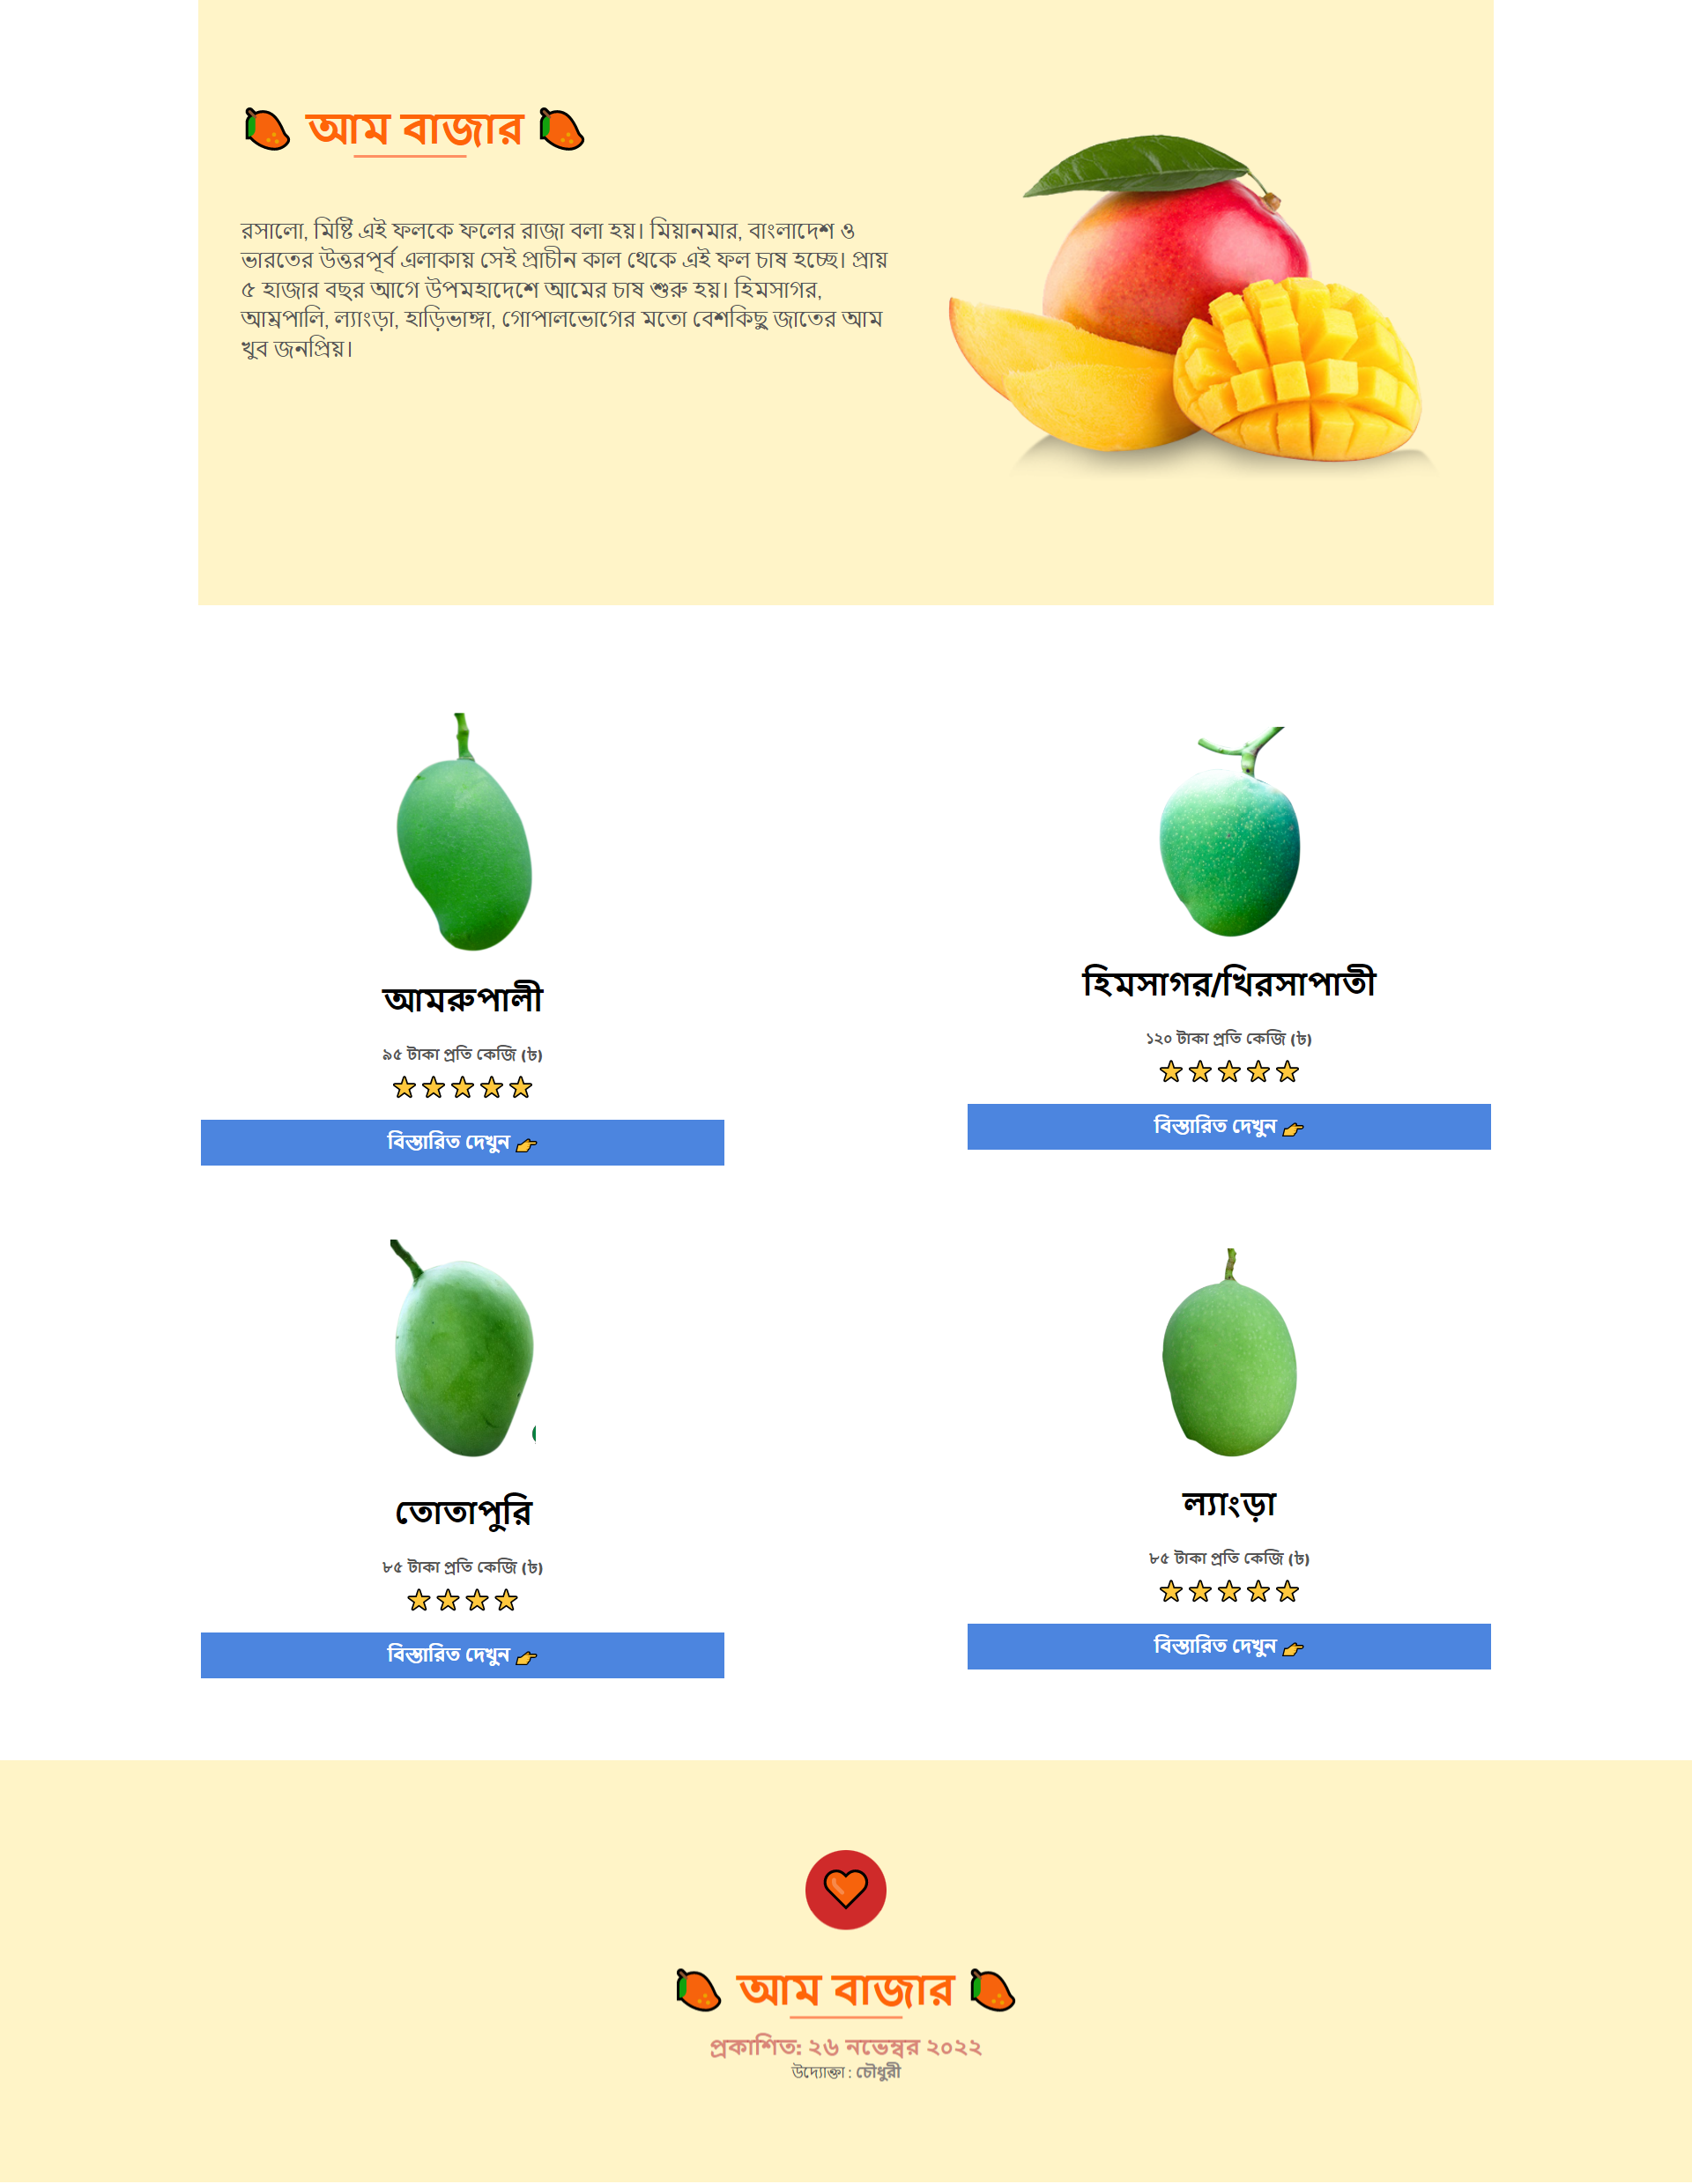 আম বাজার
রসালো, মিষ্টি এই ফলকে ফলের রাজা বলা হয়। মিয়ানমার, বাংলাদেশ ও
ভারতের উত্তরপূর্ব এলাকায় সেই প্রাচীন কাল থেকে এই ফল চাষ হচ্ছে। প্রায়
৫ হাজার বছর আগে উপমহাদেশে আমের চাষ শুরু হয়। হিমসাগর,
আম্রপালি, ল্যাংড়া, হাড়িভাঙ্গা, গোপালভোগের মতো বেশকিছু জাতের আম
খুব জনপ্রিয়।
আমরুপালী
৯৫ টাকা প্রতি কেজি (৳)
বিস্তারিত দেখুন
হিমসাগর/খিরসাপাতী
১২০ টাকা প্রতি কেজি (৳)
বিস্তারিত দেখুন
তোতাপুরি
৮৫ টাকা প্রতি কেজি (৳)
বিস্তারিত দেখুন
ল্যাংড়া
৮৫ টাকা প্রতি কেজি (৳)
বিস্তারিত দেখুন
আম বাজার
প্রকাশিত: ২৬ নভেম্বর ২০২২
উদ্যোক্তা : চৌধুরী